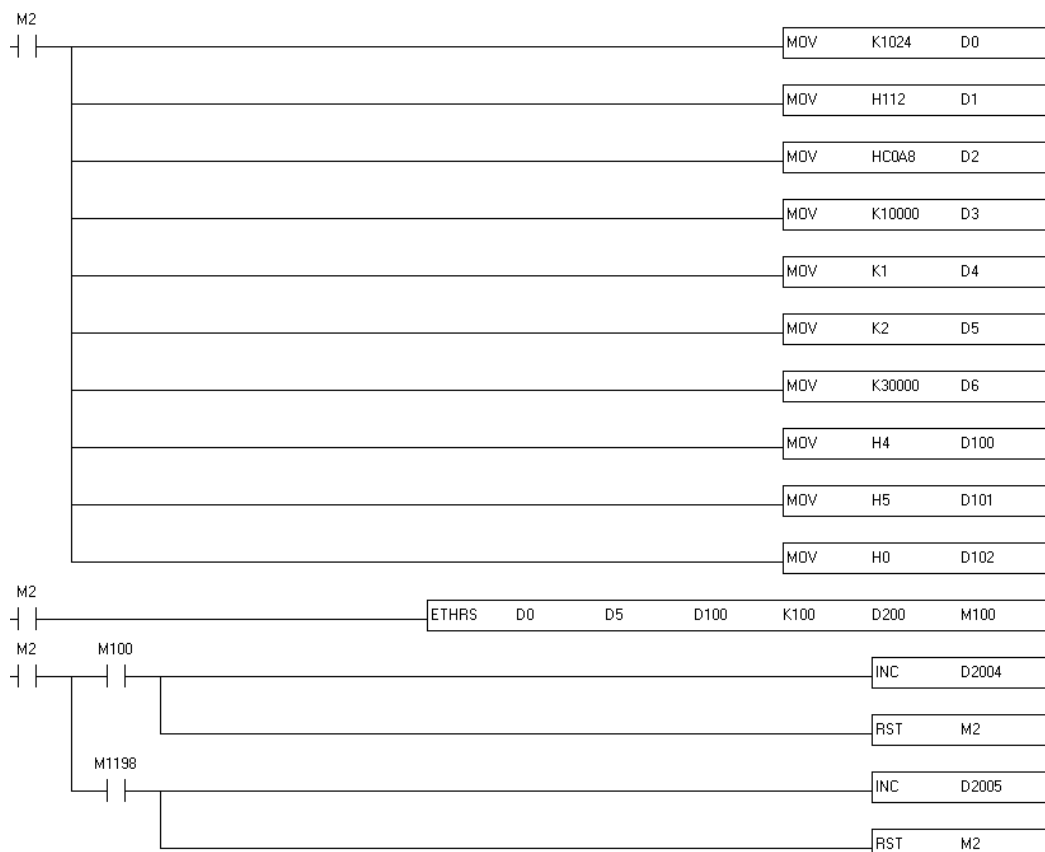 M2
MOV K1024 D0
MOV H112 D1
MOV HC0A8 D2
MOV K10000 D3
MOV K1 D4
MOV K2 D5
MOV K30000 D6
MOV H4 D100
MOV H5 D101
MOV H0 D102
M2
ETHRS D0 D5 D100 K100 D200 M100
M2 M100
INC D2004
RST M2
M1198
INC D2005
RST M2